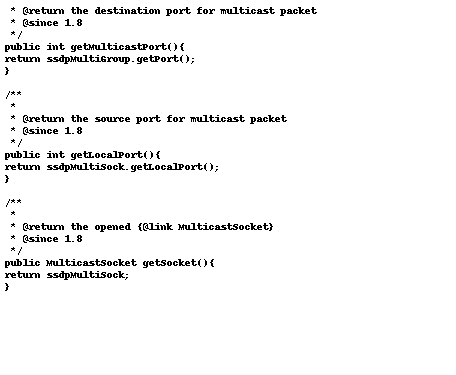 * @return the destination port for multicast packet
* @since 1.8
*/
public int getMulticastPort(){
return ssdpMultiGroup.getPort();
}
/**
*
* @return the source port for multicast packet
* @since 1.8
*/
public int getLocalPort(){
return ssdpMultiSock.getLocalPort();
}
/**
*
* @return the opened {@link MulticastSocket}
* @since 1.8
*/
public MulticastSocket getSocket(){
return ssdpMultiSock;
}